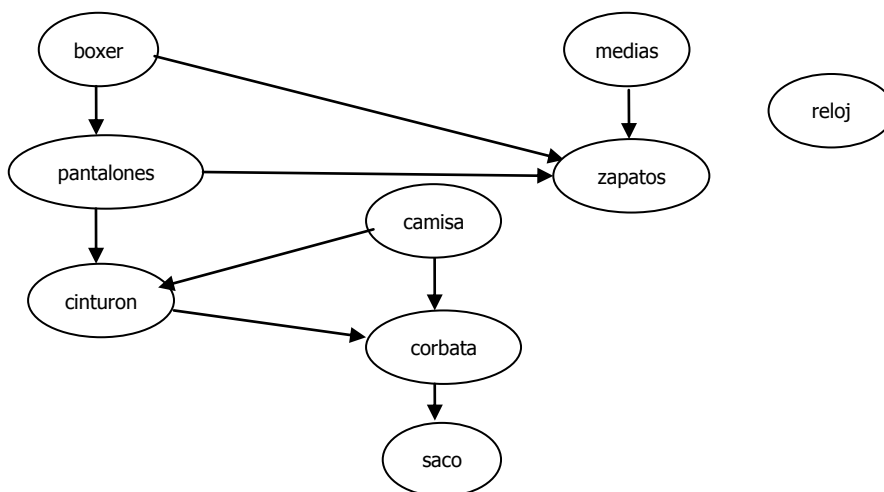 boxer
medias
reloj
pantalones
zapatos
camisa
cinturon
corbata
saco